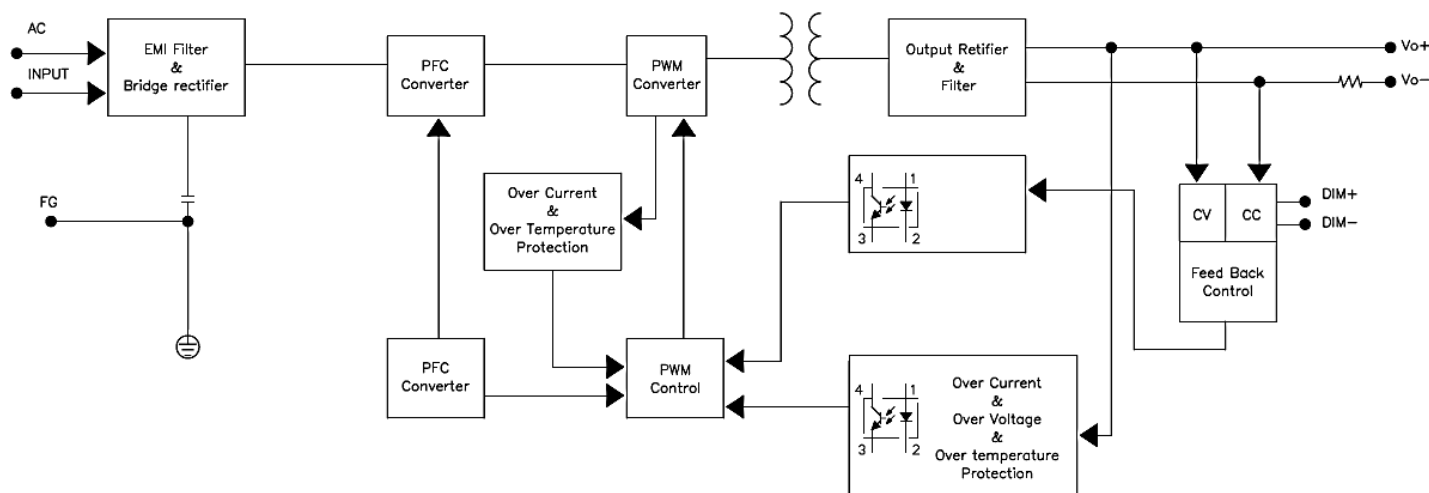 AC
INPUT
EMI Filter
&
Bridge rectifier
PFC
Converter
PWM
Converter
Output Retifier
&
Filter
Vo+
Vo-
FG
Over Current
&
Over Temperature
Protection
4 1
3 2
CV CC
DIM+
DIM-
Feed Back
Control
PFC
Converter
PWM
Control
4 1
3 2
Over Current
&
Over Voltage
&
Over temperature
Protection